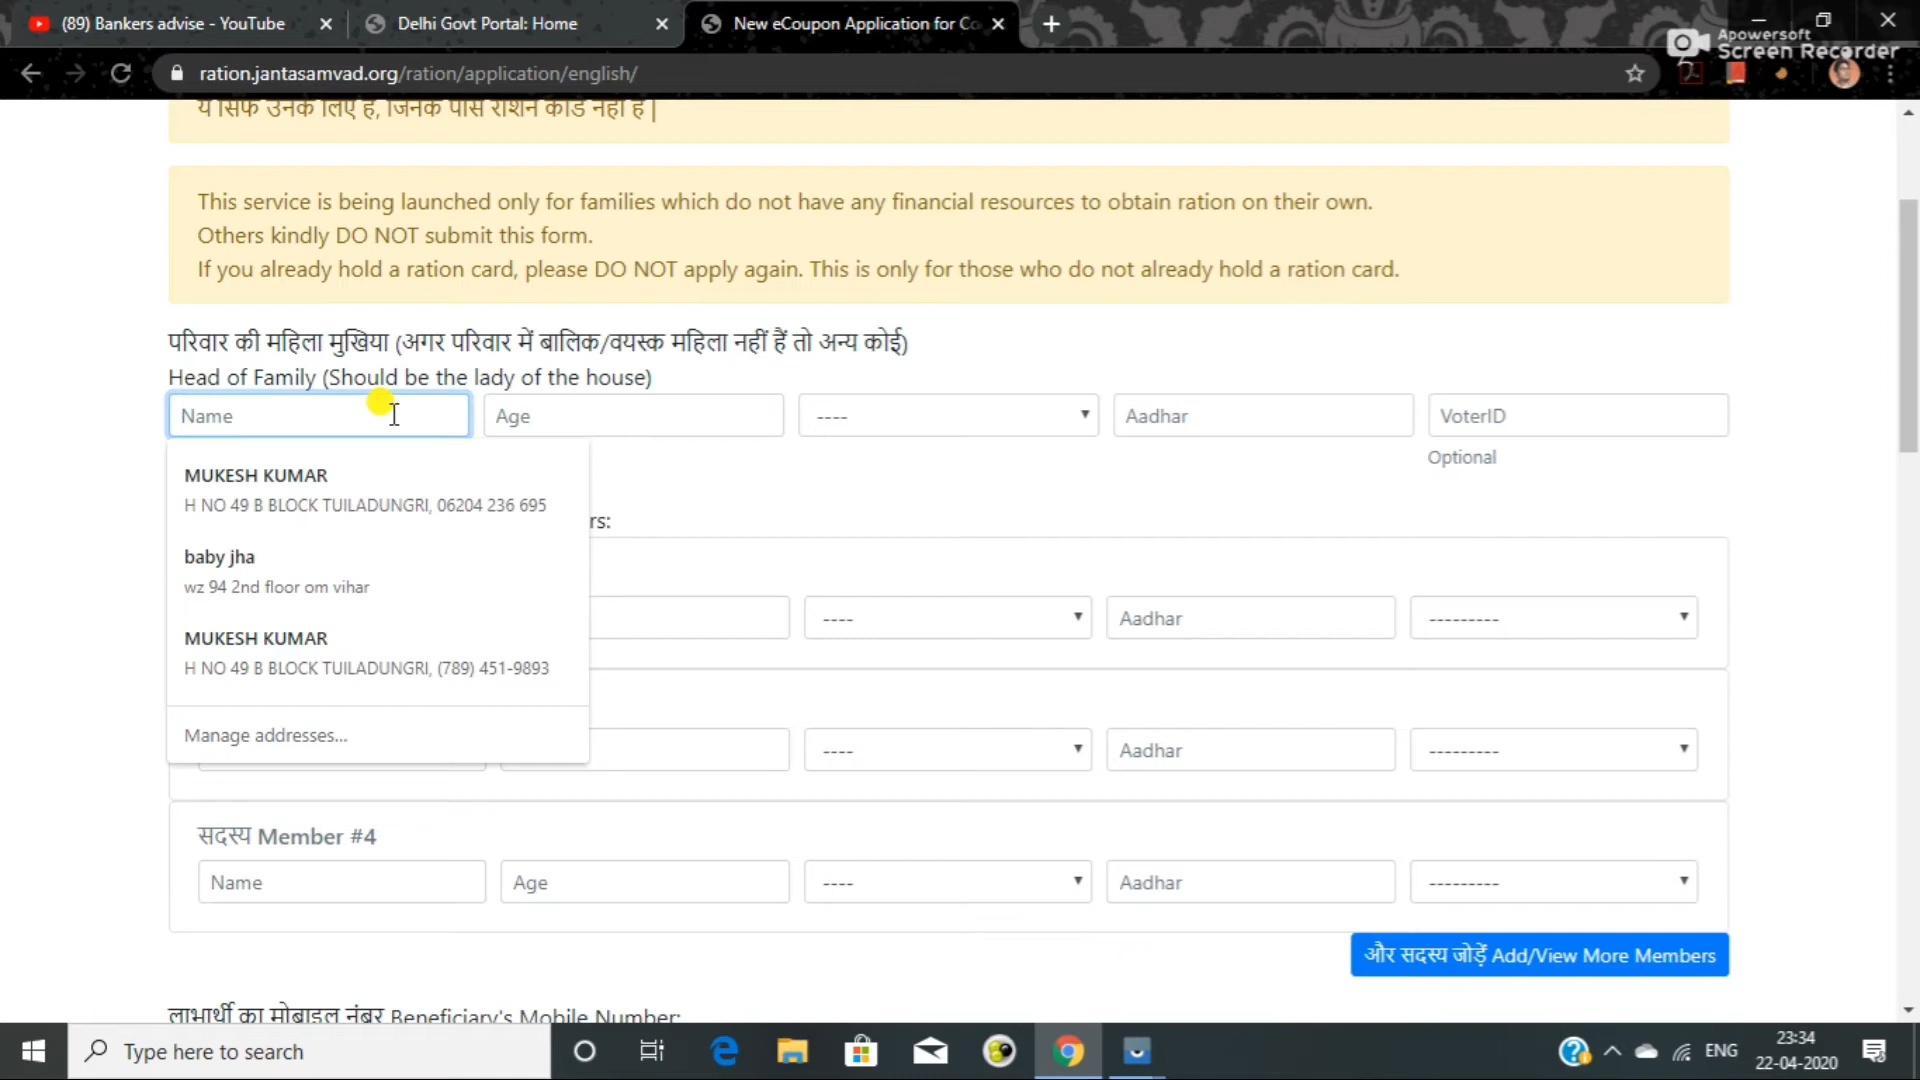 (89) Bankers advise - YouTube
Delhi Govt Portal: Home
New eCoupon Application for Co
Apowersoft
Screen Recorder
ration.jantasamvad.org/ration/application/english/
ये सिर्फ उनके लिए है, जिनके पास राशन कार्ड नहीं है |
This service is being launched only for families which do not have any financial resources to obtain ration on their own.
Others kindly DO NOT submit this form.
If you already hold a ration card, please DO NOT apply again. This is only for those who do not already hold a ration card.
परिवार की महिला मुखिया (अगर परिवार में बालिक/वयस्क महिला नहीं हैं तो अन्य कोई)
Head of Family (Should be the lady of the house)
Name Age ---- Aadhar VoterID
Optional
MUKESH KUMAR
H NO 49 B BLOCK TUILADUNGRI, 06204 236 695
rs:
baby jha
wz 94 2nd floor om vihar
---- Aadhar ---------
MUKESH KUMAR
H NO 49 B BLOCK TUILADUNGRI, (789) 451-9893
Manage addresses...
---- Aadhar ---------
सदस्य Member #4
Name Age ---- Aadhar ---------
और सदस्य जोड़ें Add/View More Members
लाभार्थी का मोबाइल नंबर Beneficiary's Mobile Number:
Type here to search
ENG
23:34
22-04-2020